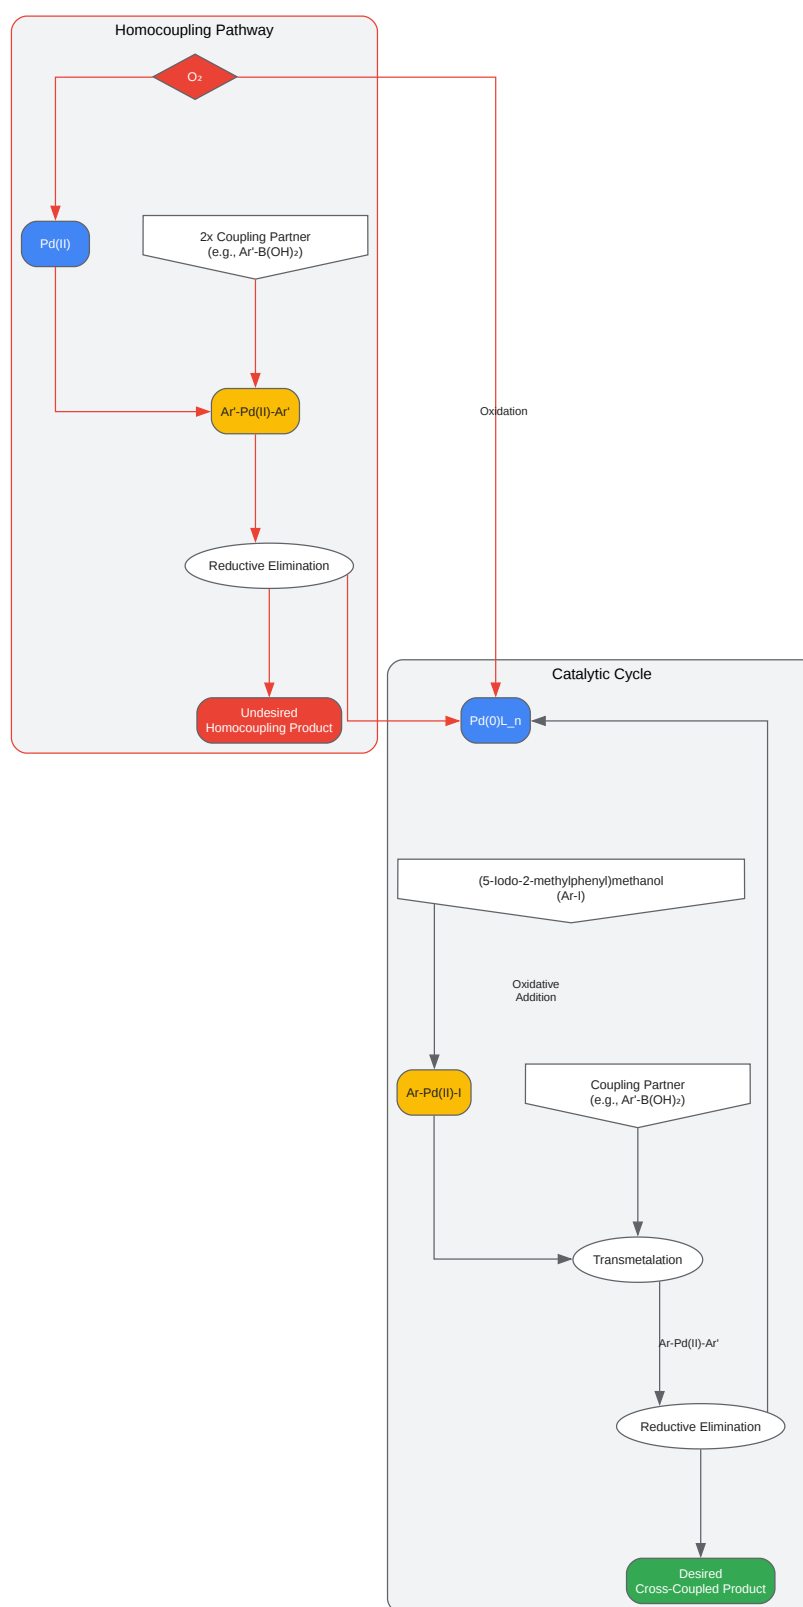 Homocoupling Pathway
O₂
Pd(II)
2x Coupling Partner
(e.g., Ar'-B(OH)₂)
Ar'-Pd(II)-Ar'
Oxidation
Reductive Elimination
Undesired
Homocoupling Product
Catalytic Cycle
Pd(0)L_n
(5-Iodo-2-methylphenyl)methanol
(Ar-I)
Oxidative
Addition
Ar-Pd(II)-I
Coupling Partner
(e.g., Ar'-B(OH)₂)
Transmetalation
Ar-Pd(II)-Ar'
Reductive Elimination
Desired
Cross-Coupled Product